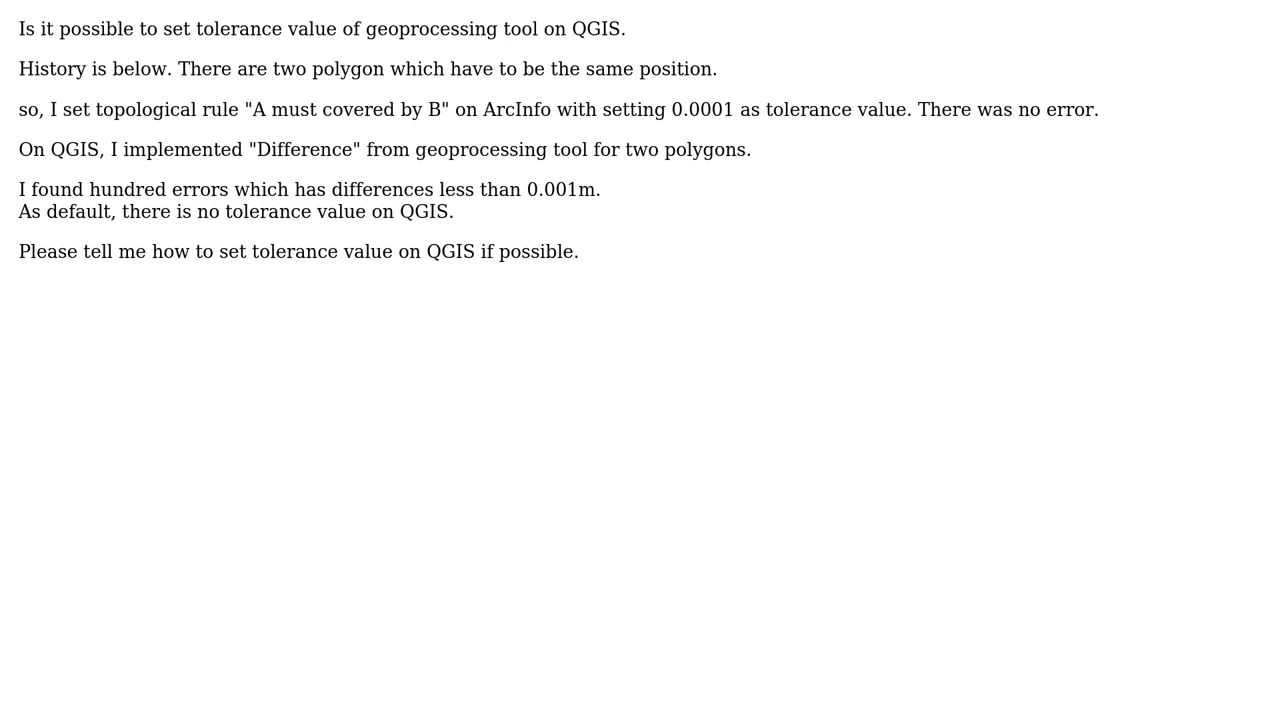 Is it possible to set tolerance value of geoprocessing tool on QGIS.
History is below. There are two polygon which have to be the same position.
so, I set topological rule "A must covered by B" on ArcInfo with setting 0.0001 as tolerance value. There was no error.
On QGIS, I implemented "Difference" from geoprocessing tool for two polygons.
I found hundred errors which has differences less than 0.001m.
As default, there is no tolerance value on QGIS.
Please tell me how to set tolerance value on QGIS if possible.